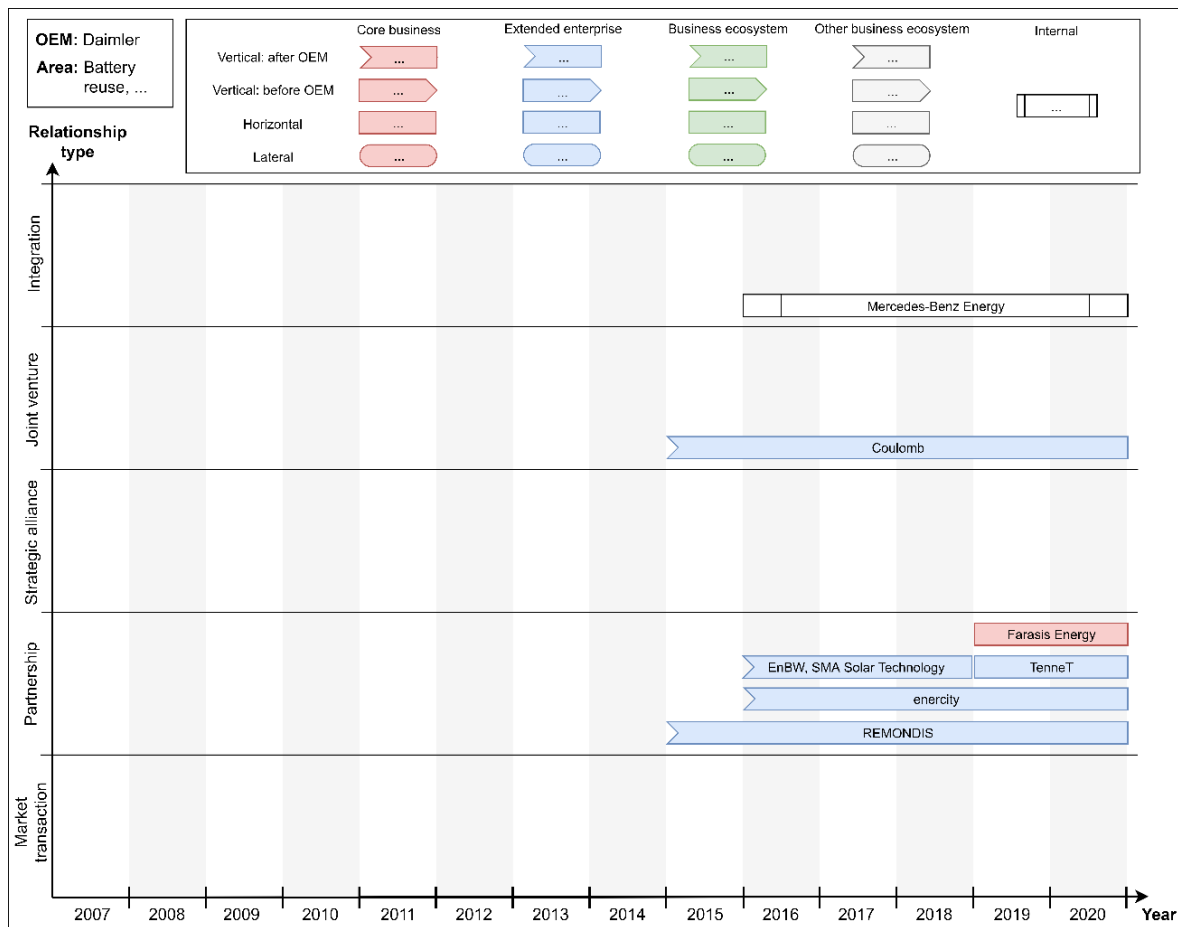 OEM: Daimler
Area: Battery
reuse, ...
Core business
Extended enterprise
Business ecosystem
Other business ecosystem
Internal
Vertical: after OEM
...
...
...
...
Vertical: before OEM
...
...
...
...
...
Horizontal
...
...
...
...
Lateral
...
...
...
...
Relationship
type
Integration
Mercedes-Benz Energy
Joint venture
Coulomb
Strategic alliance
Partnership
Farasis Energy
EnBW, SMA Solar Technology
TenneT
enercity
REMONDIS
Market
transaction
2007
2008
2009
2010
2011
2012
2013
2014
2015
2016
2017
2018
2019
2020
Year